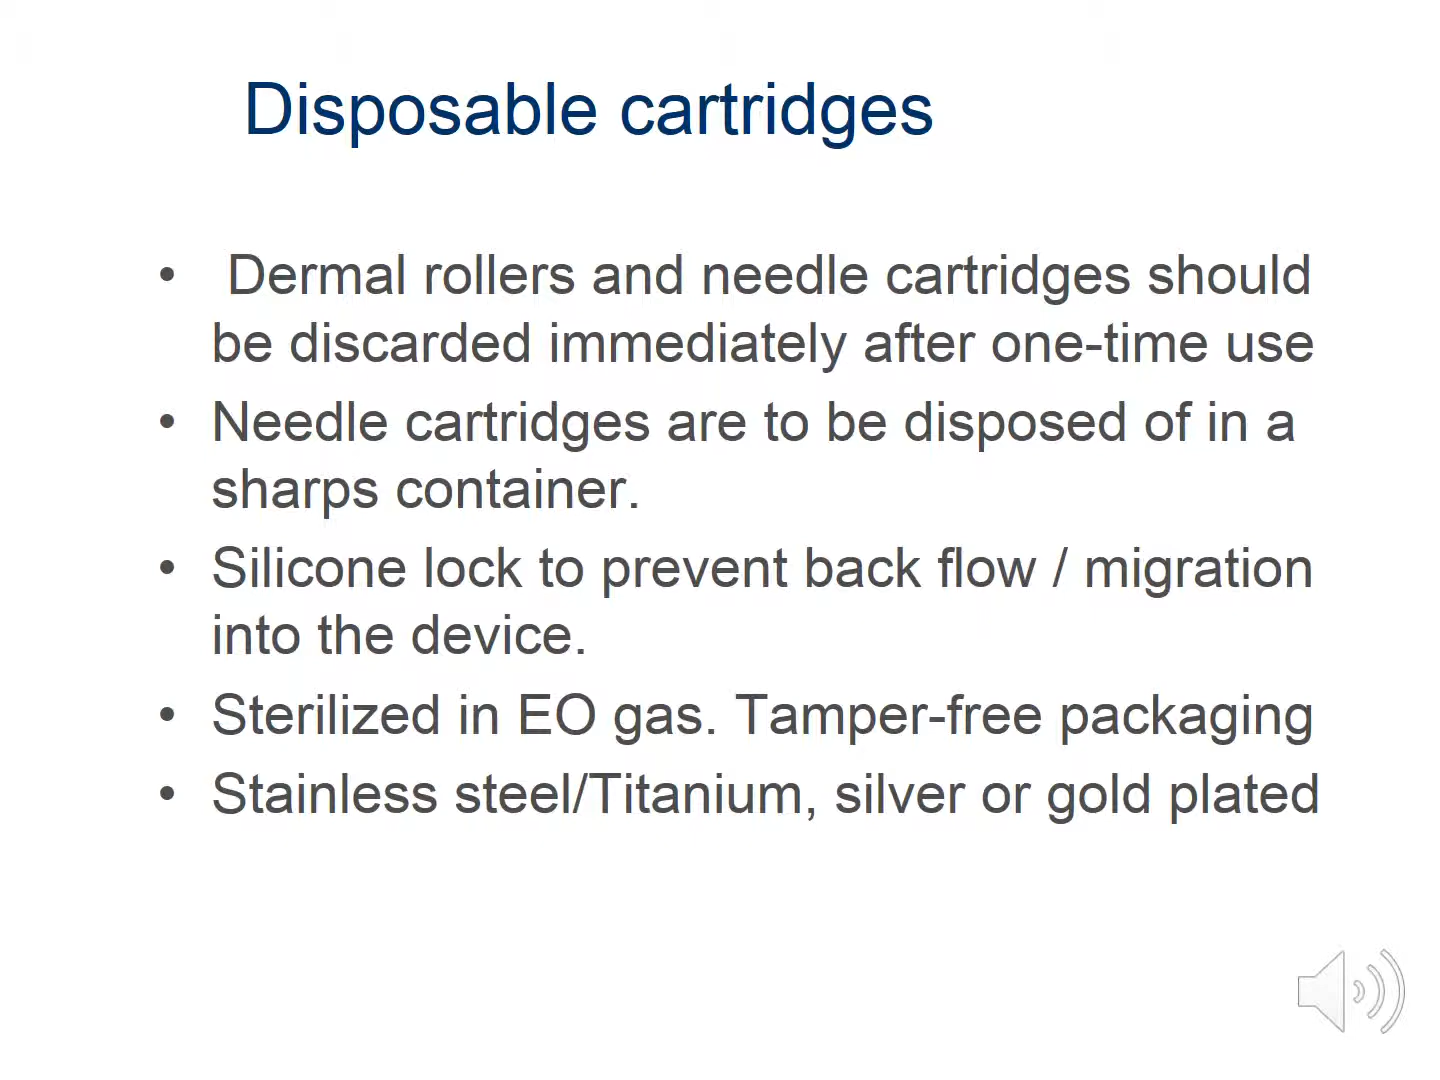 Disposable cartridges
• Dermal rollers and needle cartridges should
be discarded immediately after one-time use
• Needle cartridges are to be disposed of in a
sharps container.
• Silicone lock to prevent back flow / migration
into the device.
• Sterilized in EO gas. Tamper-free packaging
• Stainless steel/Titanium, silver or gold plated